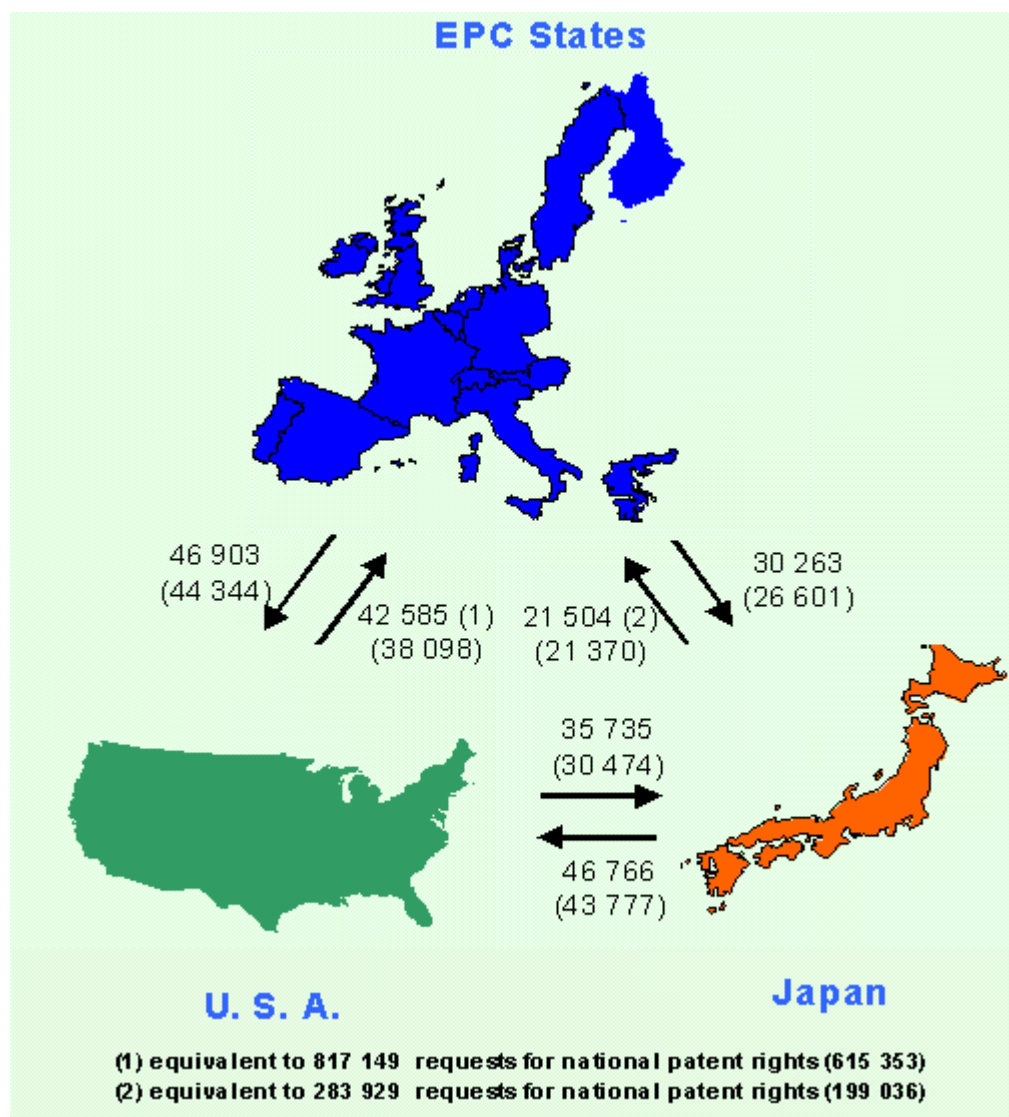 EPC States
46 903
(44 344)
42 585 (1)
(38 098)
21 504 (2)
(21 370)
30 263
(26 601)
35 735
(30 474)
46 766
(43 777)
U. S. A.
Japan
(1) equivalent to 817 149 requests for national patent rights (615 353)
(2) equivalent to 283 929 requests for national patent rights (199 036)